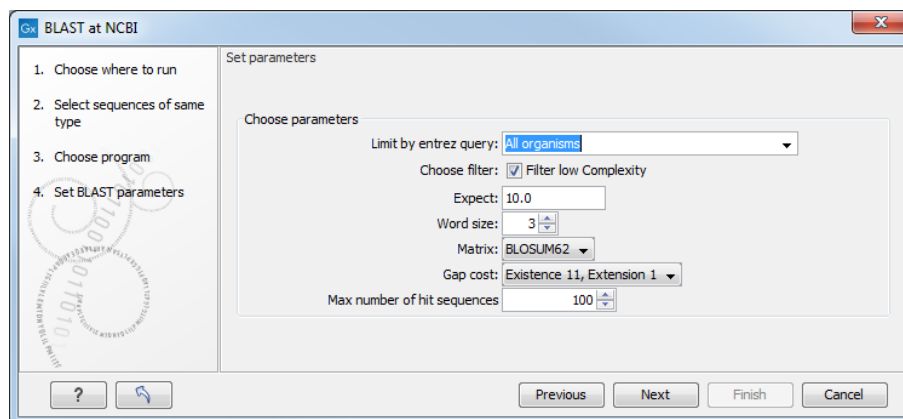 Gx BLAST at NCBI
1. Choose where to run
2. Select sequences of same
type
3. Choose program
4. Set BLAST parameters
Set parameters
Choose parameters
Limit by entrez query: All organisms
Choose filter: Filter low Complexity
Expect: 10.0
Word size: 3
Matrix: BLOSUM62
Gap cost: Existence 11, Extension 1
Max number of hit sequences 100
? Previous Next Finish Cancel